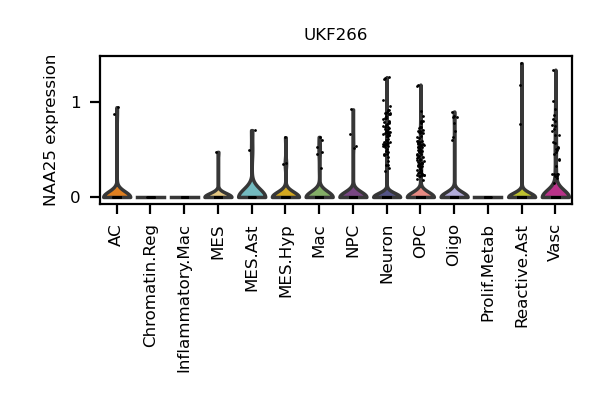 UKF266
NAA25 expression
1
0
AC
Chromatin.Reg
Inflammatory.Mac
MES
MES.Ast
MES.Hyp
Mac
NPC
Neuron
OPC
Oligo
Prolif.Metab
Reactive.Ast
Vasc